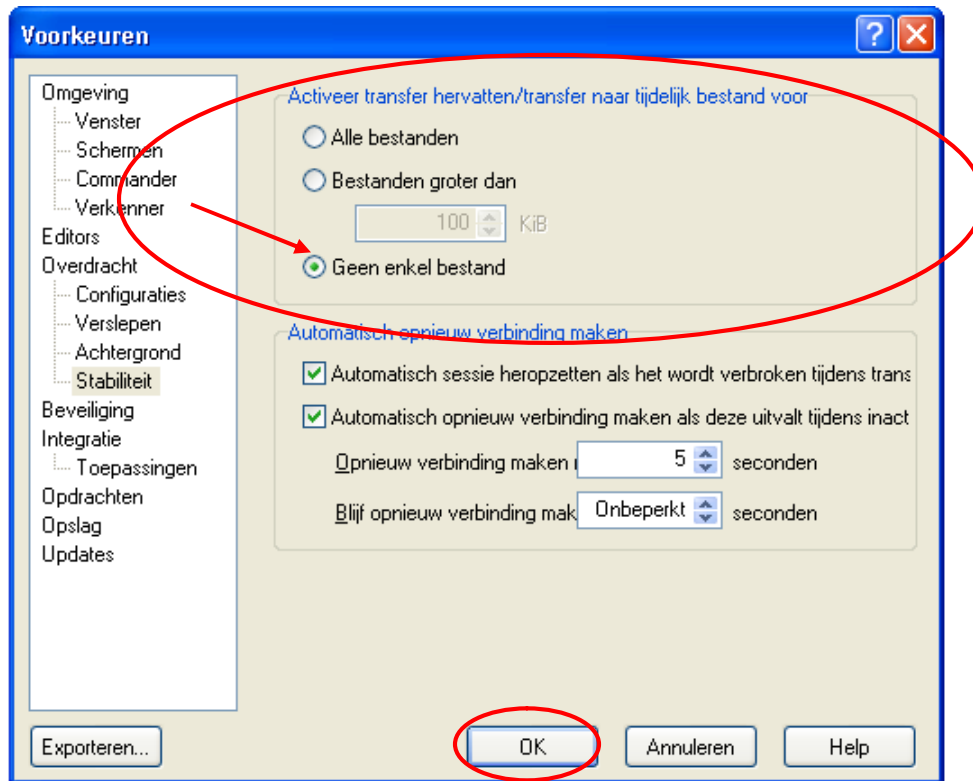 Voorkeuren
Omgeving
Venster
Schermen
Commander
Verkenner
Editors
Overdracht
Configuraties
Verslepen
Achtergrond
Stabiliteit
Beveiliging
Integratie
Toepassingen
Opdrachten
Opslag
Updates
Activeer transfer hervatten/transfer naar tijdelijk bestand voor
Alle bestanden
Bestanden groter dan
100 KiB
Geen enkel bestand
Automatisch opnieuw verbinding maken
Automatisch sessie heropzetten als het wordt verbroken tijdens trans
Automatisch opnieuw verbinding maken als deze uitvalt tijdens inact
Opnieuw verbinding maken 5 seconden
Blijf opnieuw verbinding mak Onbeperkt seconden
Exporteren... OK Annuleren Help